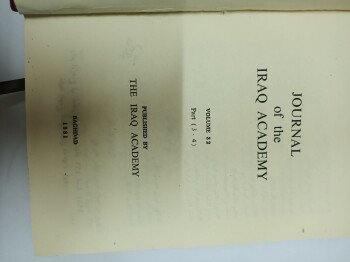 JOURNAL
of the
IRAQ ACADEMY
VOLUME 32
Part (3 - 4)
PUBLISHED BY
THE IRAQ ACADEMY
BAGHDAD
1981